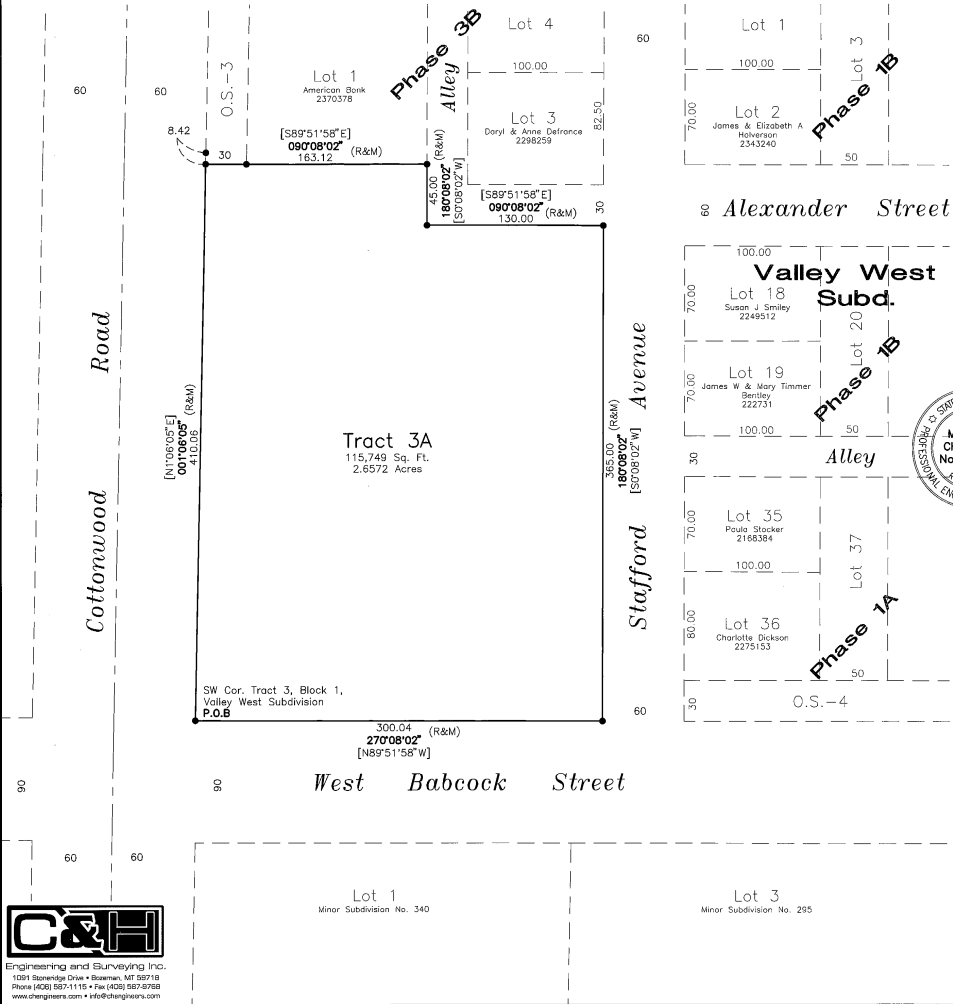 60
60
O.S.-3
Lot 1
American Bank
2370378
Phase 3B
Alley
Lot 4
100.00
Lot 3
Daryl & Anne Defrance
2298259
82.50
60
Lot 1
100.00
Lot 3
Phase 1B
70.00
Lot 2
James & Elizabeth A
Holverson
2343240
50
8.42
30
[S89°51'58"E]
090°08'02" (R&M)
163.12
45.00 (R&M)
180°08'02"
[S0°08'02"W]
[S89°51'58"E]
090°08'02" (R&M)
130.00
30
60
Alexander Street
100.00
Valley West
Subd.
70.00
Lot 18
Susan J Smiley
2249512
Lot 20
Phase 1B
70.00
Lot 19
James W & Mary Timmer
Bentley
222731
100.00
50
Cottonwood Road
[N1°06'05"E]
001°06'05" (R&M)
410.06
Tract 3A
115,749 Sq. Ft.
2.6572 Acres
365.00 (R&M)
180°08'02"
[S0°08'02"W]
Stafford Avenue
30
Alley
PROFESSIONAL
70.00
Lot 35
Paula Stocker
2168384
100.00
Lot 37
Phase 1A
80.00
Lot 36
Charlotte Dickson
2275153
50
30
O.S.-4
SW Cor. Tract 3, Block 1,
Valley West Subdivision
P.O.B
300.04 (R&M)
270°08'02"
[N89°51'58"W]
60
90
90
West Babcock Street
60
60
Lot 1
Minor Subdivision No. 340
Lot 3
Minor Subdivision No. 295
C&H
Engineering and Surveying Inc.
1091 Stoneridge Drive • Bozeman, MT 59718
Phone (406) 587-1115 • Fax (406) 587-9768
www.chengineers.com • info@chengineers.com